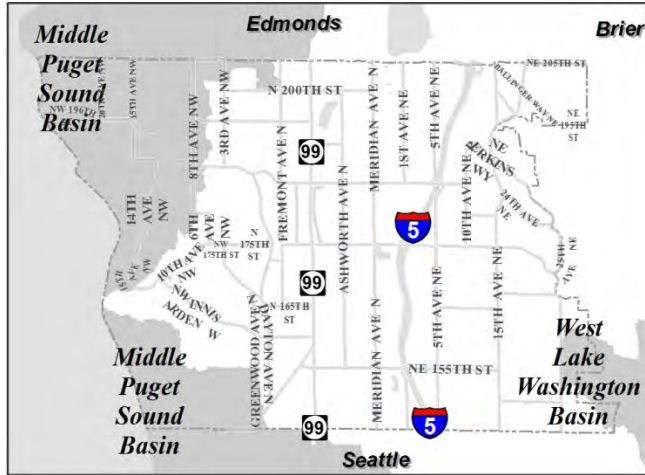 Edmonds
Brier
Middle
Puget
Sound
Basin
NE 205TH ST
N 200TH ST
NW 196TH
15TH AVE NW
8TH AVE NW
3RD AVE NW
FREMONT AVE N
99
ASHWORTH AVE N
MERIDIAN AVE N
1ST AVE NE
5TH AVE NE
BALLINGER WAY NE
NE
195TH
ST
NE
PERKINS
WY
24TH AVE
NE
10TH AVE NE
14TH
AVE
NW
6TH
AVE
NW
N
175TH
ST
NW
175TH ST
10TH AVE
NW
5
25TH
AVE NE
99
N 165TH
ST
NW INNIS
ARDEN W
GREENWOOD AVE N
DAYTON AVE N
MERIDIAN AVE N
5TH AVE NE
15TH AVE NE
NE 155TH ST
Middle
Puget
Sound
Basin
West
Lake
Washington
Basin
99
5
Seattle